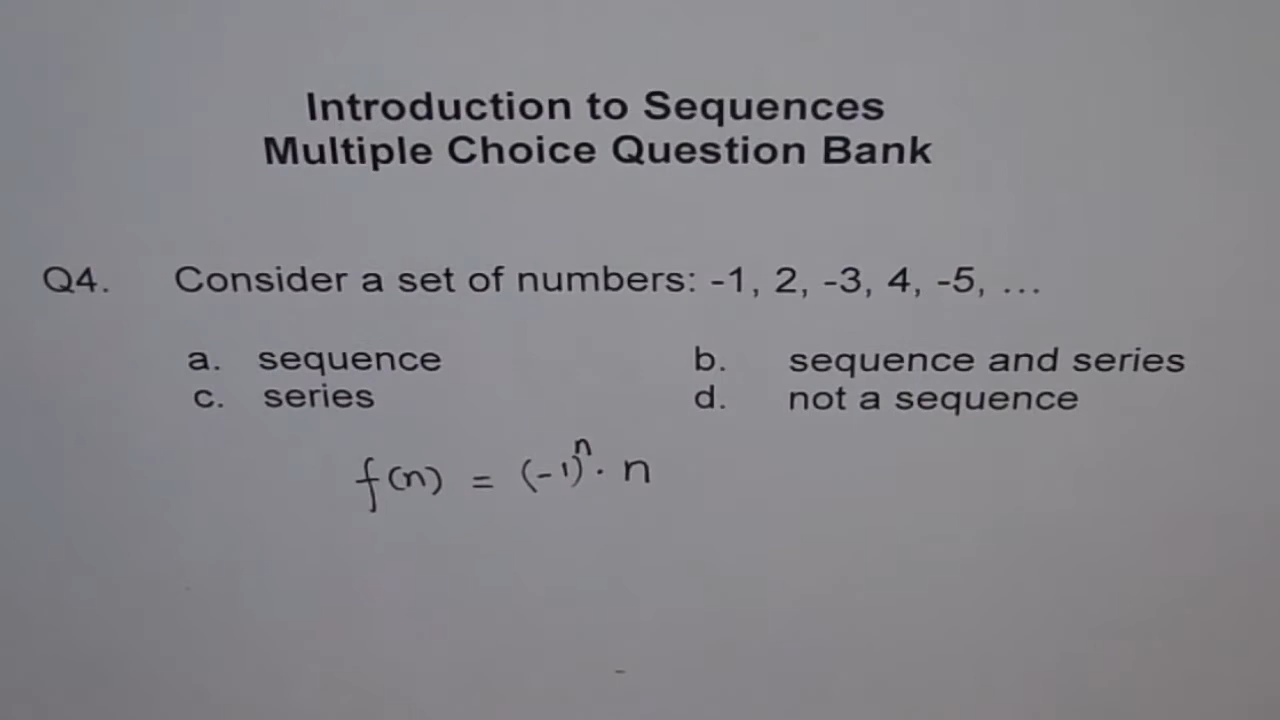 Introduction to Sequences
Multiple Choice Question Bank
Q4. Consider a set of numbers: -1, 2, -3, 4, -5, ...
a. sequence b. sequence and series
c. series d. not a sequence
f(n) = (-1)ⁿ · n